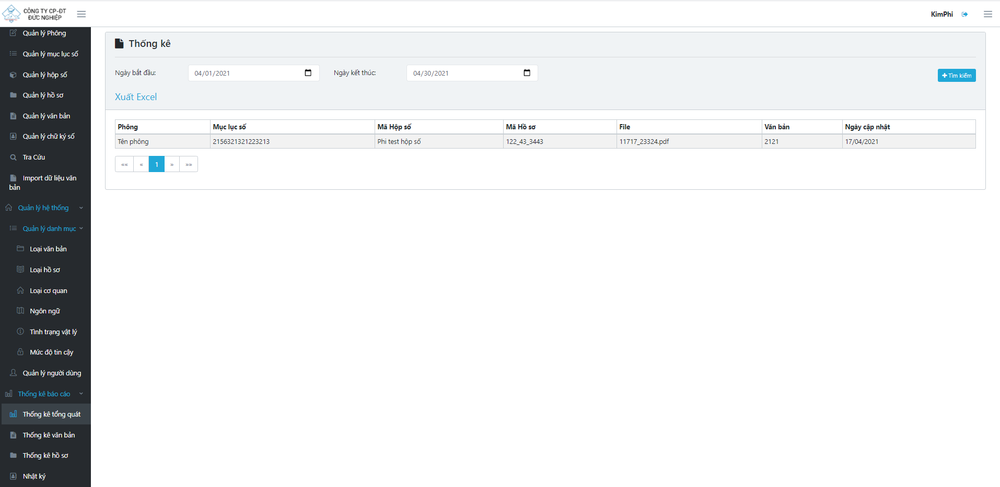 CÔNG TY CP-ĐT
ĐỨC NGHIỆP
KimPhi
Quản lý Phông
Quản lý mục lục số
Quản lý hộp số
Quản lý hồ sơ
Quản lý văn bản
Quản lý chữ ký số
Tra Cứu
Import dữ liệu văn
bản
Quản lý hệ thống
Quản lý danh mục
Loại văn bản
Loại hồ sơ
Loại cơ quan
Ngôn ngữ
Tình trạng vật lý
Mức độ tin cậy
Quản lý người dùng
Thống kê báo cáo
Thống kê tổng quát
Thống kê văn bản
Thống kê hồ sơ
Nhật ký
Thống kê
Ngày bắt đầu: 04/01/2021 Ngày kết thúc: 04/30/2021 Tìm kiếm
Xuất Excel
Phông Mục lục số Mã Hộp số Mã Hồ sơ File Văn bản Ngày cập nhật
Tên phông 2156321321223213 Phi test hộp số 122_43_3443 11717_23324.pdf 2121 17/04/2021
«« « 1 » »»